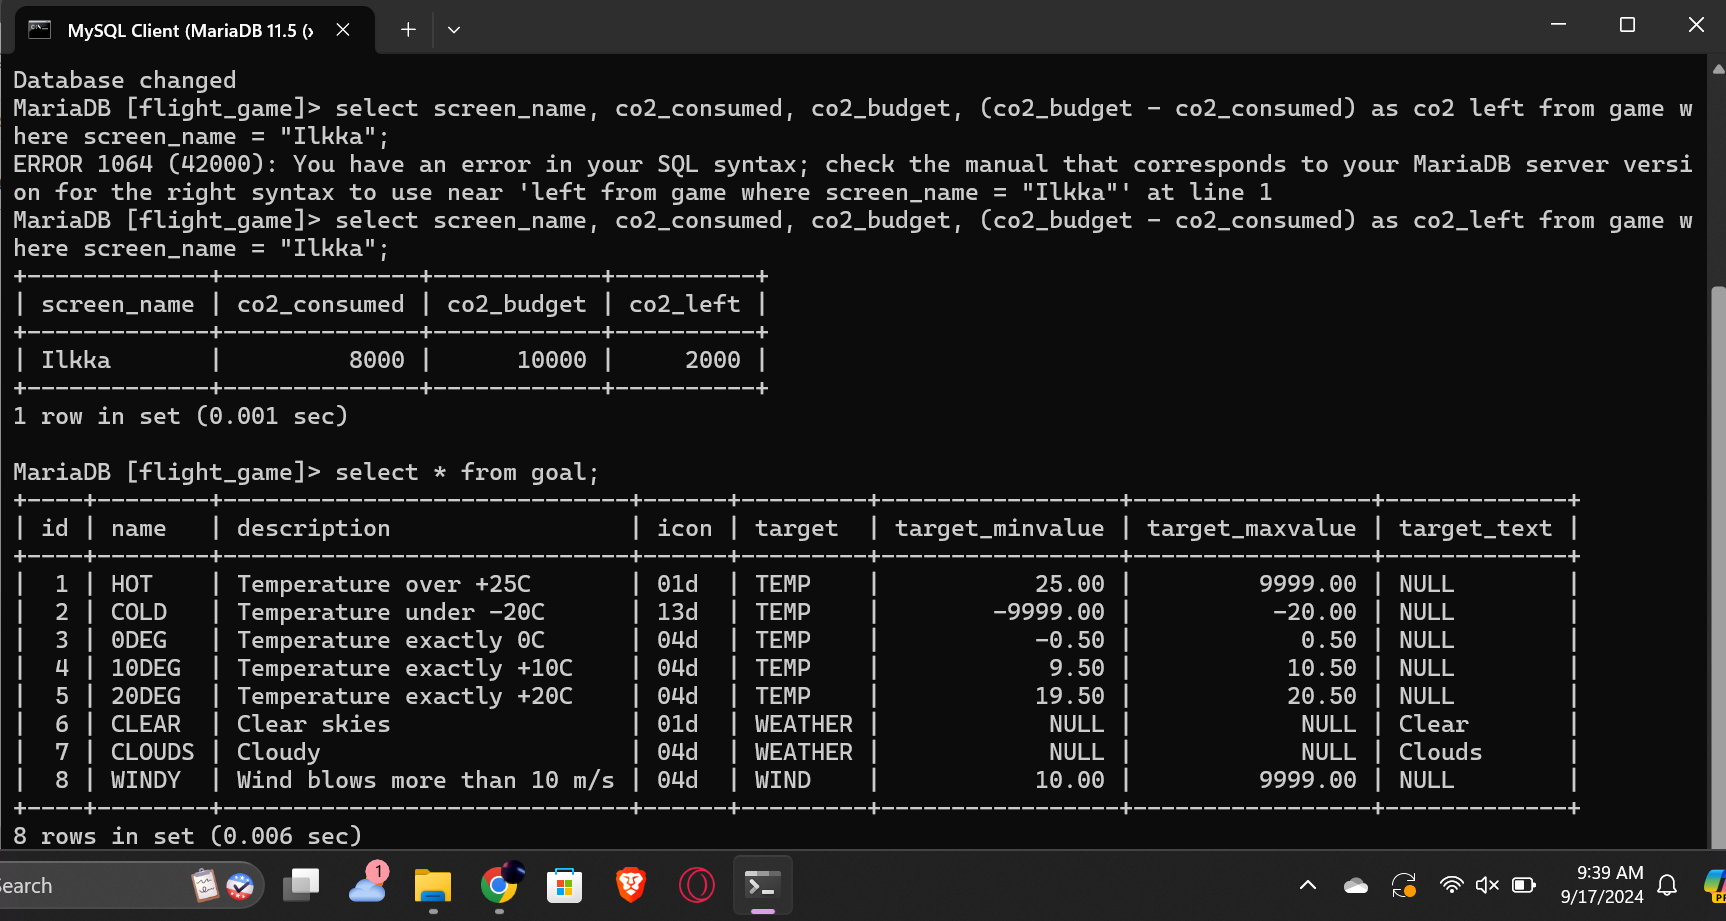 MySQL Client (MariaDB 11.5 (x
Database changed
MariaDB [flight_game]> select screen_name, co2_consumed, co2_budget, (co2_budget - co2_consumed) as co2 left from game w
here screen_name = "Ilkka";
ERROR 1064 (42000): You have an error in your SQL syntax; check the manual that corresponds to your MariaDB server versi
on for the right syntax to use near 'left from game where screen_name = "Ilkka"' at line 1
MariaDB [flight_game]> select screen_name, co2_consumed, co2_budget, (co2_budget - co2_consumed) as co2_left from game w
here screen_name = "Ilkka";
+-------------+--------------+------------+----------+
| screen_name | co2_consumed | co2_budget | co2_left |
+-------------+--------------+------------+----------+
| Ilkka       |         8000 |      10000 |     2000 |
+-------------+--------------+------------+----------+
1 row in set (0.001 sec)
MariaDB [flight_game]> select * from goal;
+----+--------+-----------------------------+------+---------+-----------------+-----------------+-------------+
| id | name   | description                 | icon | target  | target_minvalue | target_maxvalue | target_text |
+----+--------+-----------------------------+------+---------+-----------------+-----------------+-------------+
|  1 | HOT    | Temperature over +25C       | 01d  | TEMP    |           25.00 |         9999.00 | NULL        |
|  2 | COLD   | Temperature under -20C      | 13d  | TEMP    |        -9999.00 |          -20.00 | NULL        |
|  3 | 0DEG   | Temperature exactly 0C      | 04d  | TEMP    |           -0.50 |            0.50 | NULL        |
|  4 | 10DEG  | Temperature exactly +10C    | 04d  | TEMP    |            9.50 |           10.50 | NULL        |
|  5 | 20DEG  | Temperature exactly +20C    | 04d  | TEMP    |           19.50 |           20.50 | NULL        |
|  6 | CLEAR  | Clear skies                 | 01d  | WEATHER |            NULL |            NULL | Clear       |
|  7 | CLOUDS | Cloudy                      | 04d  | WEATHER |            NULL |            NULL | Clouds      |
|  8 | WINDY  | Wind blows more than 10 m/s | 04d  | WIND    |           10.00 |         9999.00 | NULL        |
+----+--------+-----------------------------+------+---------+-----------------+-----------------+-------------+
8 rows in set (0.006 sec)
earch
1
9:39 AM
9/17/2024